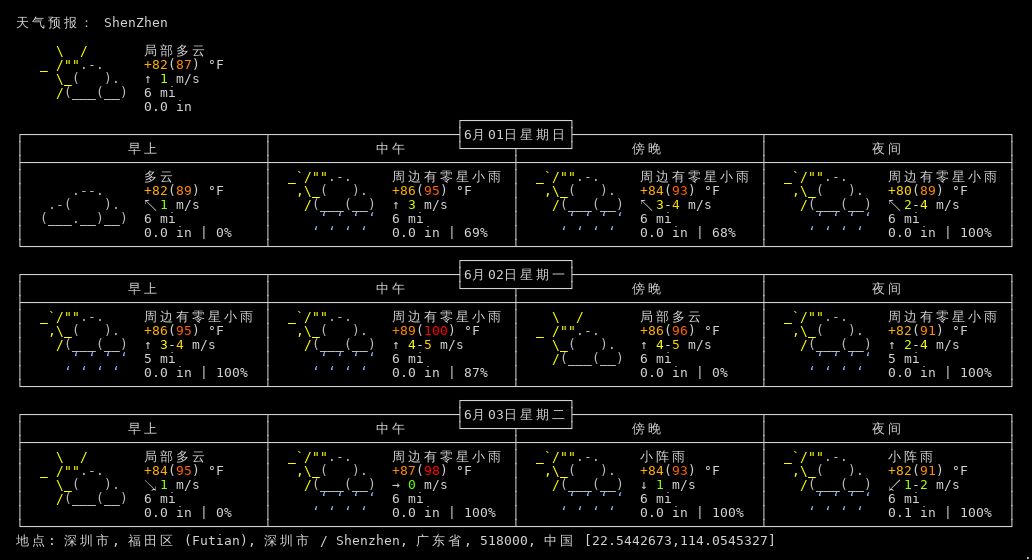 天气预报： ShenZhen
局部多云
+82(87) °F
↑ 1 m/s
6 mi
0.0 in
6月01日星期日
早上 中午 傍晚 夜间
多云 周边有零星小雨 周边有零星小雨 周边有零星小雨
+82(89) °F +86(95) °F +84(93) °F +80(89) °F
↖ 1 m/s ↑ 3 m/s ↖ 3-4 m/s ↖ 2-4 m/s
6 mi 6 mi 6 mi 6 mi
0.0 in | 0% 0.0 in | 69% 0.0 in | 68% 0.0 in | 100%
6月02日星期一
早上 中午 傍晚 夜间
周边有零星小雨 周边有零星小雨 局部多云 周边有零星小雨
+86(95) °F +89(100) °F +86(96) °F +82(91) °F
↑ 3-4 m/s ↑ 4-5 m/s ↑ 4-5 m/s ↑ 2-4 m/s
5 mi 6 mi 6 mi 5 mi
0.0 in | 100% 0.0 in | 87% 0.0 in | 0% 0.0 in | 100%
6月03日星期二
早上 中午 傍晚 夜间
局部多云 周边有零星小雨 小阵雨 小阵雨
+84(95) °F +87(98) °F +84(93) °F +82(91) °F
↘ 1 m/s → 0 m/s ↓ 1 m/s ↙ 1-2 m/s
6 mi 6 mi 6 mi 6 mi
0.0 in | 0% 0.0 in | 100% 0.0 in | 100% 0.1 in | 100%
地点: 深圳市, 福田区 (Futian), 深圳市 / Shenzhen, 广东省, 518000, 中国 [22.5442673,114.0545327]